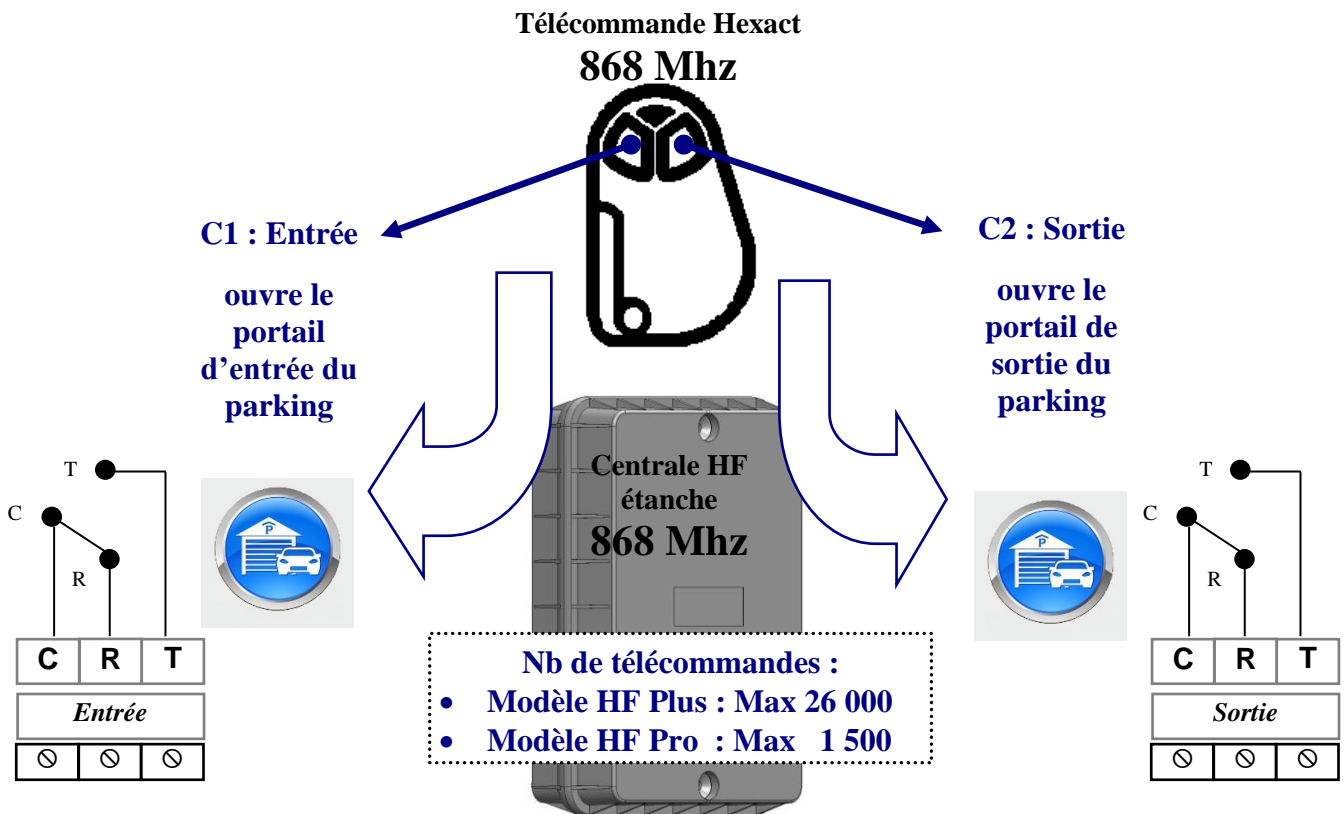 Télécommande Hexact
868 Mhz
C1 : Entrée
ouvre le
portail
d’entrée du
parking
C2 : Sortie
ouvre le
portail de
sortie du
parking
Centrale HF
étanche
868 Mhz
T
C
R
C R T
Entrée
P
Nb de télécommandes :
• Modèle HF Plus : Max 26 000
• Modèle HF Pro : Max 1 500
P
T
C
R
C R T
Sortie